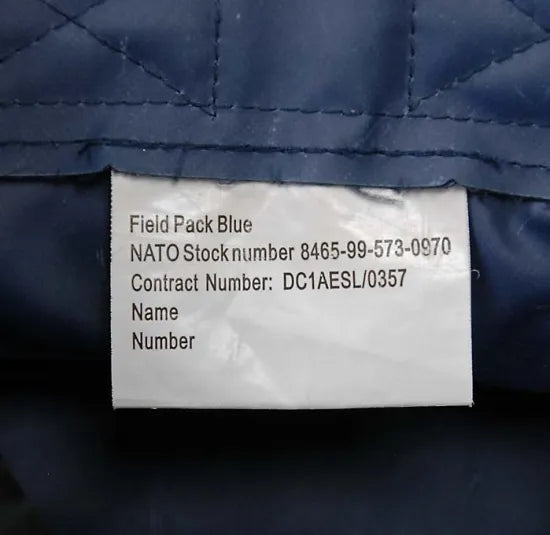 Field Pack Blue
NATO Stock number 8465-99-573-0970
Contract Number: DC1AESL/0357
Name
Number